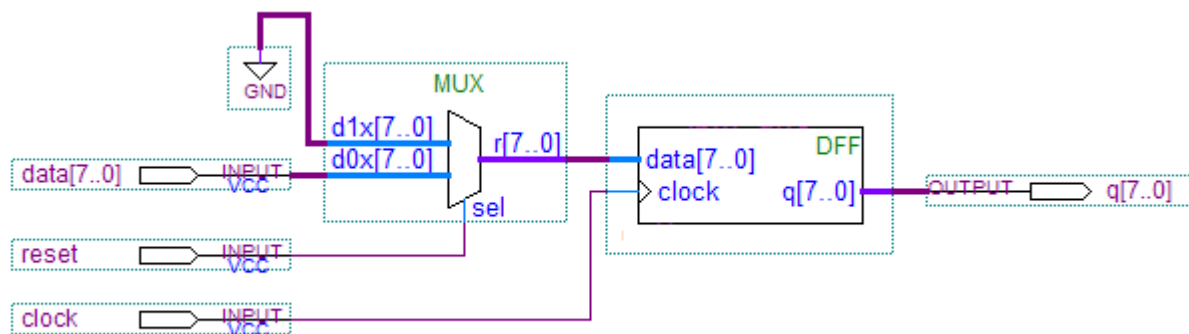 GND
MUX
d1x[7..0]
d0x[7..0]
r[7..0]
sel
data[7..0]
INPUT
VCC
reset
INPUT
VCC
clock
INPUT
VCC
DFF
data[7..0]
clock
q[7..0]
OUTPUT
q[7..0]